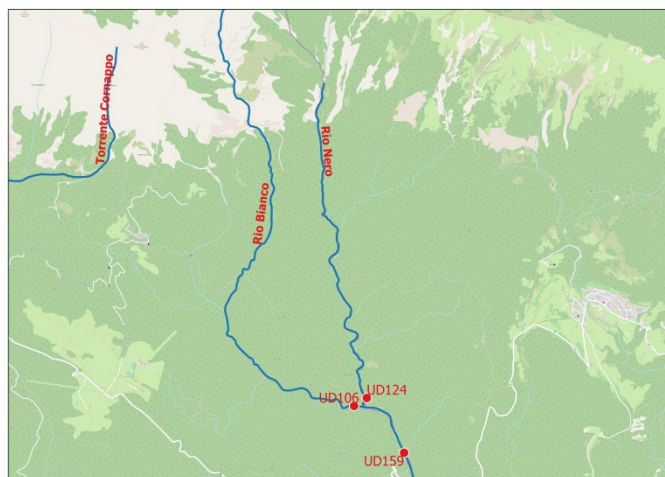 Torrente Cornappo
Rio Bianco
Rio Nero
UD106
UD124
UD159